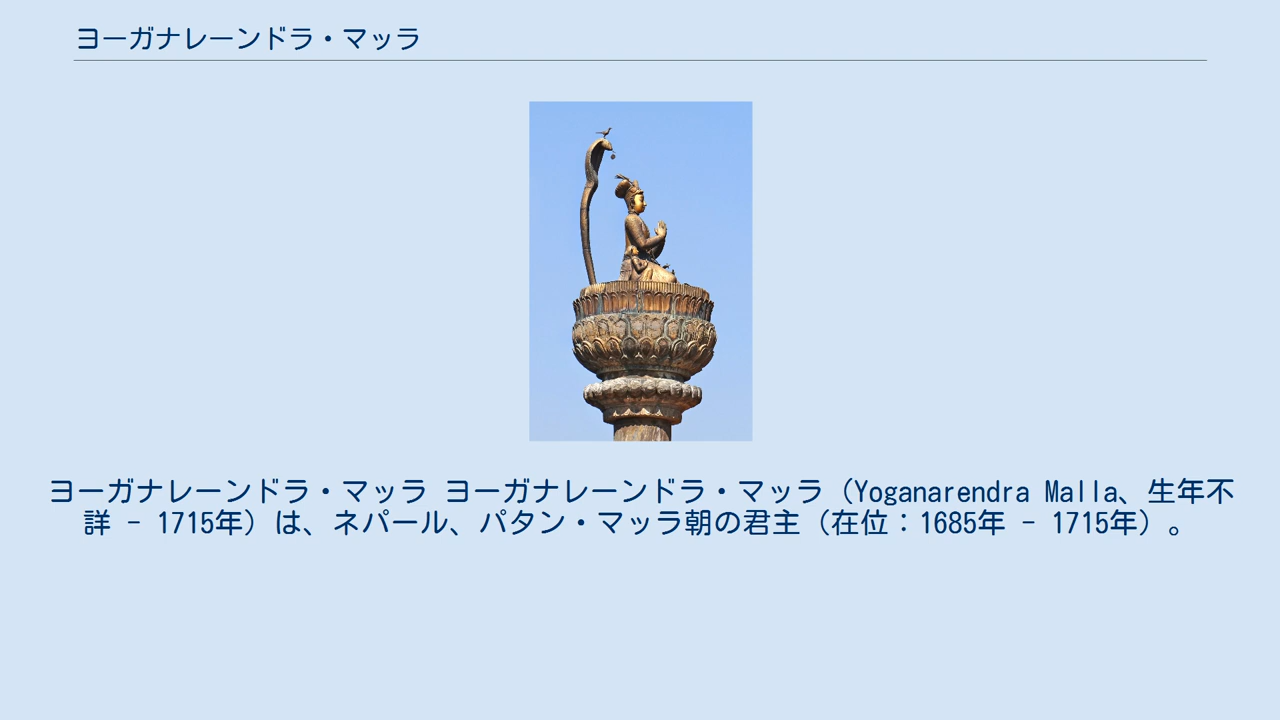 ヨーガナレーンドラ・マッラ
ヨーガナレーンドラ・マッラ ヨーガナレーンドラ・マッラ（Yoganarendra Malla、生年不
詳 - 1715年）は、ネパール、パタン・マッラ朝の君主（在位：1685年 - 1715年）。